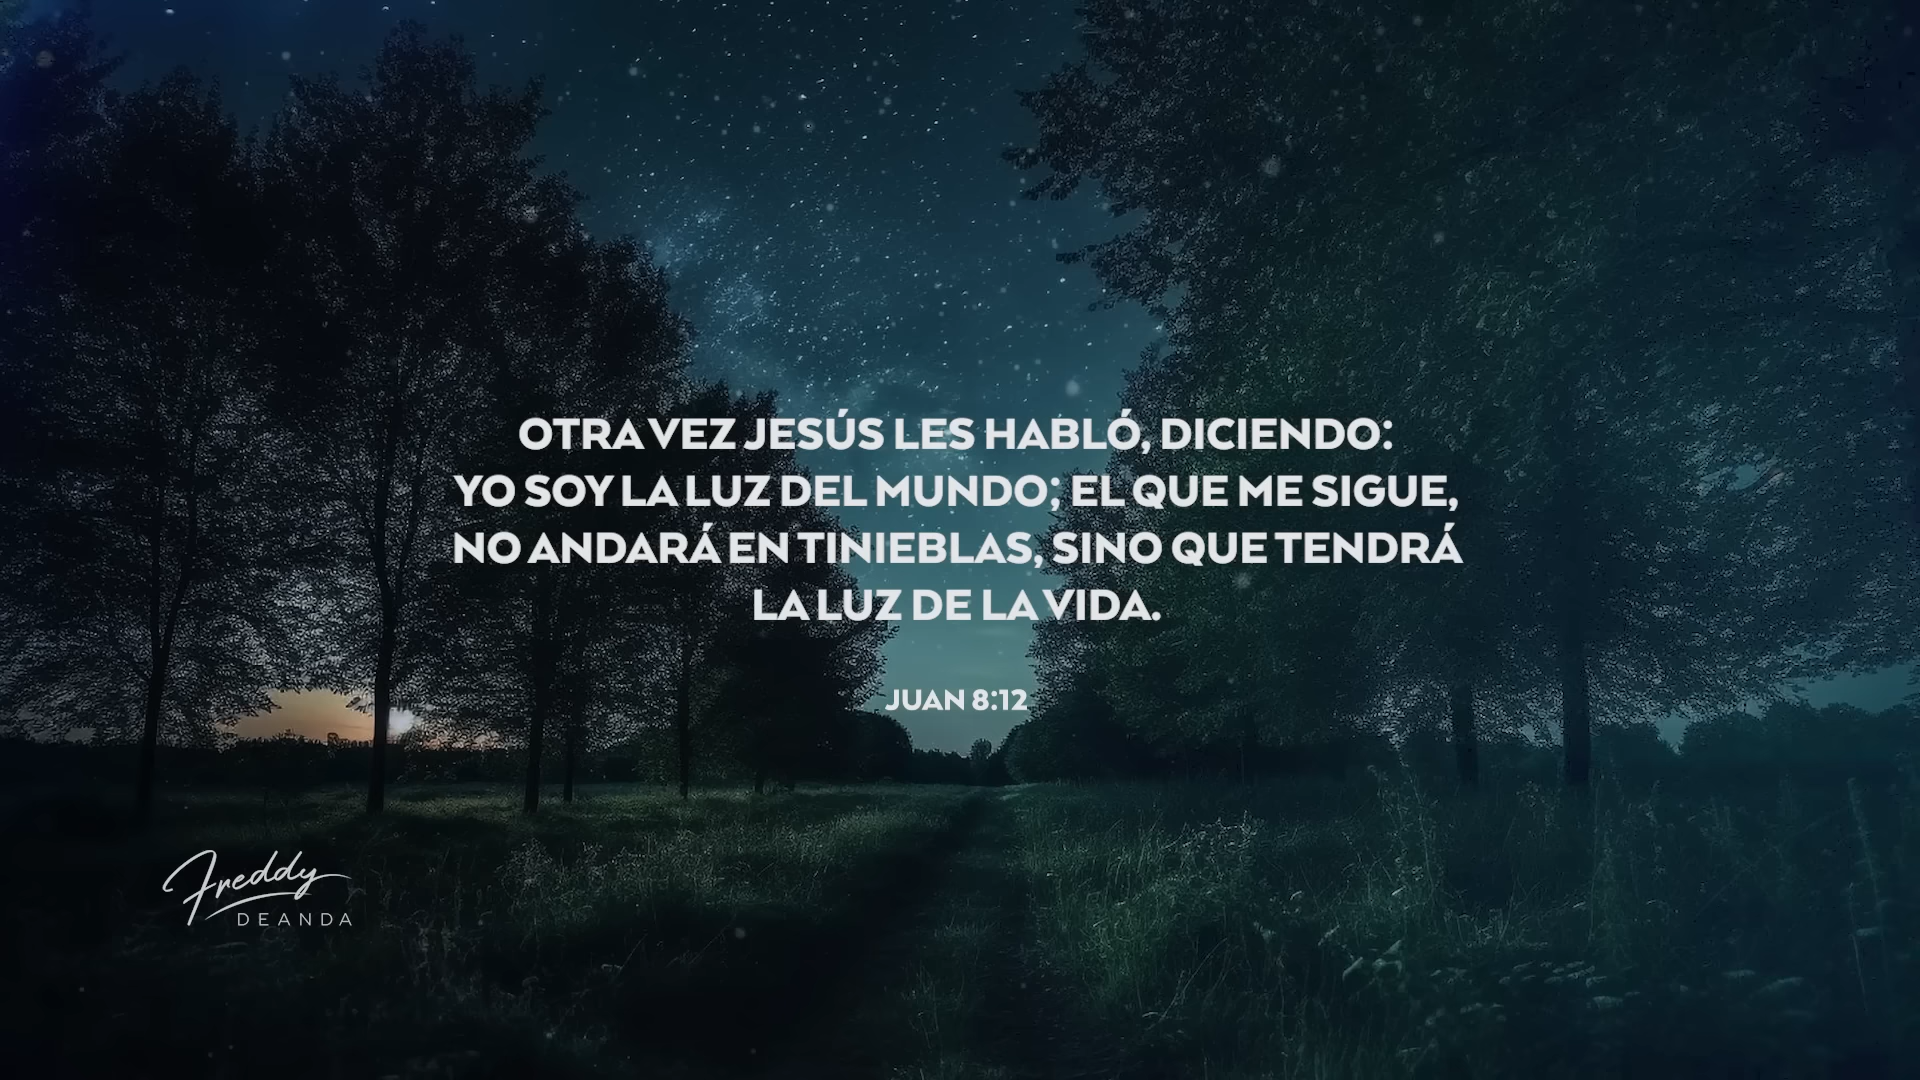 OTRA VEZ JESÚS LES HABLÓ, DICIENDO:
YO SOY LA LUZ DEL MUNDO; EL QUE ME SIGUE,
NO ANDARÁ EN TINIEBLAS, SINO QUE TENDRÁ
LA LUZ DE LA VIDA.
JUAN 8:12
Freddy
DEANDA